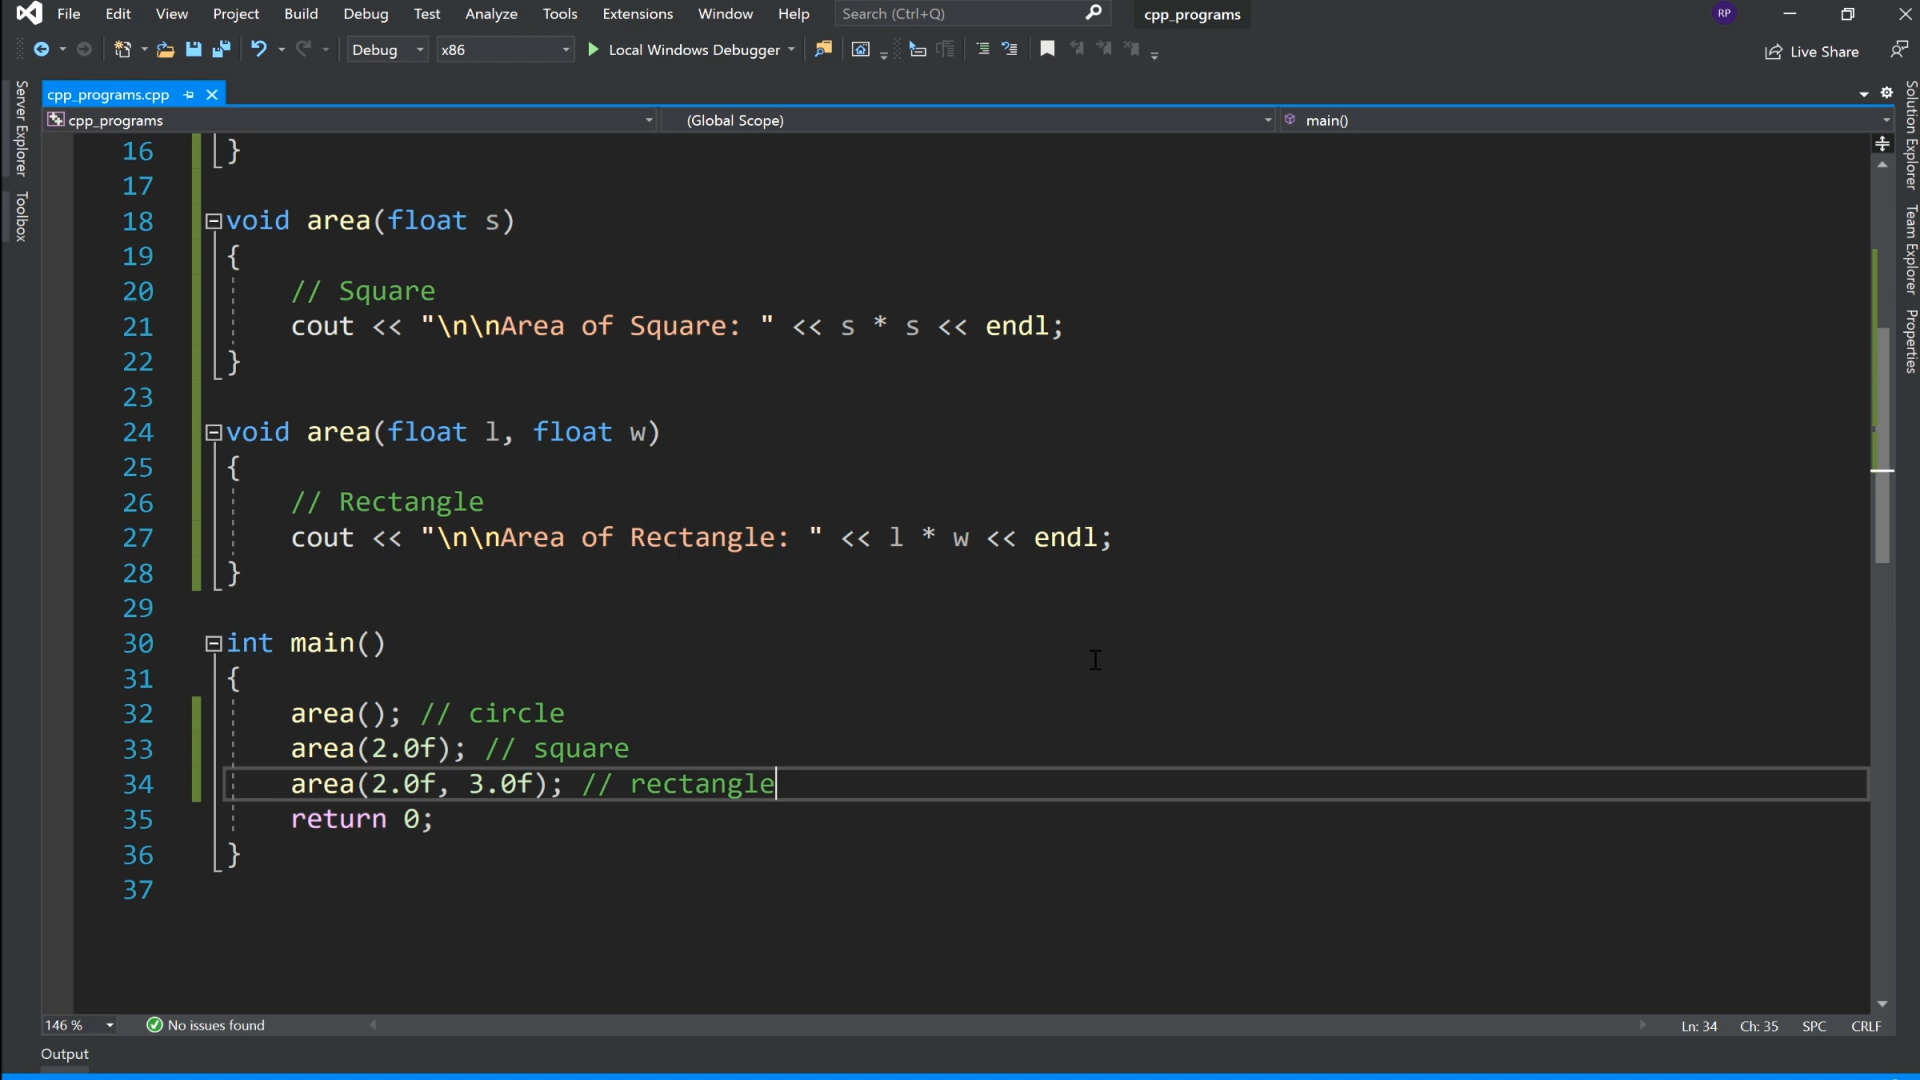 File Edit View Project Build Debug Test Analyze Tools Extensions Window Help Search (Ctrl+Q) cpp_programs RP
Debug x86 Local Windows Debugger Live Share
cpp_programs.cpp
cpp_programs (Global Scope) main()
Server Explorer
Toolbox
Solution Explorer
Team Explorer
Properties
16 }
17
18 void area(float s)
19 {
20 // Square
21 cout << "\n\nArea of Square: " << s * s << endl;
22 }
23
24 void area(float l, float w)
25 {
26 // Rectangle
27 cout << "\n\nArea of Rectangle: " << l * w << endl;
28 }
29
30 int main()
31 {
32 area(); // circle
33 area(2.0f); // square
34 area(2.0f, 3.0f); // rectangle
35 return 0;
36 }
37
146 % No issues found Ln: 34 Ch: 35 SPC CRLF
Output